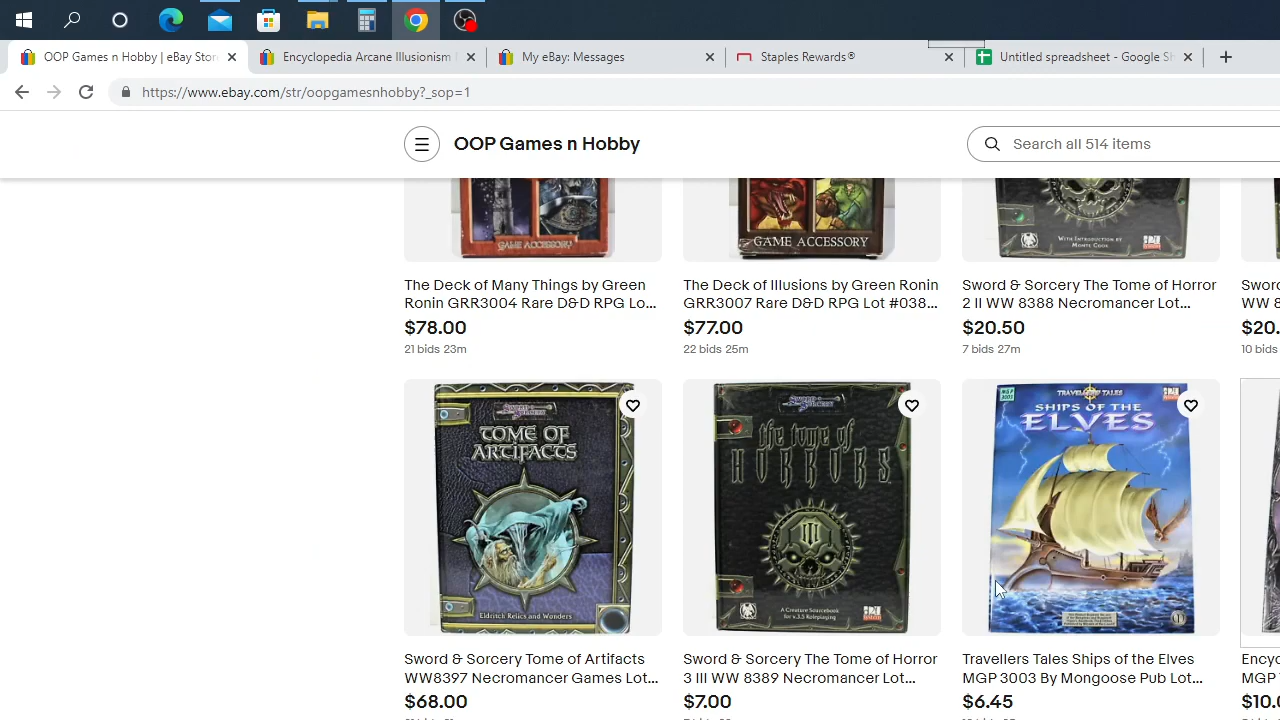 OOP Games n Hobby | eBay Stor
Encyclopedia Arcane Illusionism
My eBay: Messages
Staples Rewards®
Untitled spreadsheet - Google Sh
https://www.ebay.com/str/oopgamesnhobby?_sop=1
OOP Games n Hobby
Search all 514 items
GAME ACCESSORY
GAME ACCESSORY
WITH INTRODUCTION BY
MONTE COOK
The Deck of Many Things by Green
Ronin GRR3004 Rare D&D RPG Lo...
$78.00
21 bids 23m
The Deck of Illusions by Green Ronin
GRR3007 Rare D&D RPG Lot #038...
$77.00
22 bids 25m
Sword & Sorcery The Tome of Horror
2 II WW 8388 Necromancer Lot...
$20.50
7 bids 27m
Sword
WW 8
$20.
10 bids
SWORD & SORCERY
TOME OF
ARTIFACTS
Eldritch Relics and Wonders
the tome of
HORRORS
III
A Creature Sourcebook
for v.3.5 Roleplaying
MGP
3003
TRAVELLERS TALES
SHIPS OF THE
ELVES
Sword & Sorcery Tome of Artifacts
WW8397 Necromancer Games Lot...
$68.00
Sword & Sorcery The Tome of Horror
3 III WW 8389 Necromancer Lot...
$7.00
Travellers Tales Ships of the Elves
MGP 3003 By Mongoose Pub Lot...
$6.45
Ency
MGP
$10.